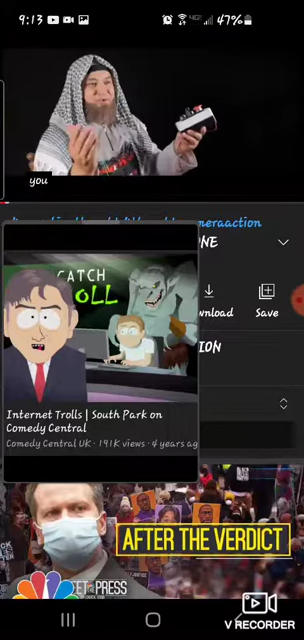 9:13
47%
you
ONE
CATCH
OLL
wnload
Save
ION
Internet Trolls | South Park on
Comedy Central
Comedy Central UK · 191K views · 4 years ag
AFTER THE VERDICT
PRESS
V RECORDER